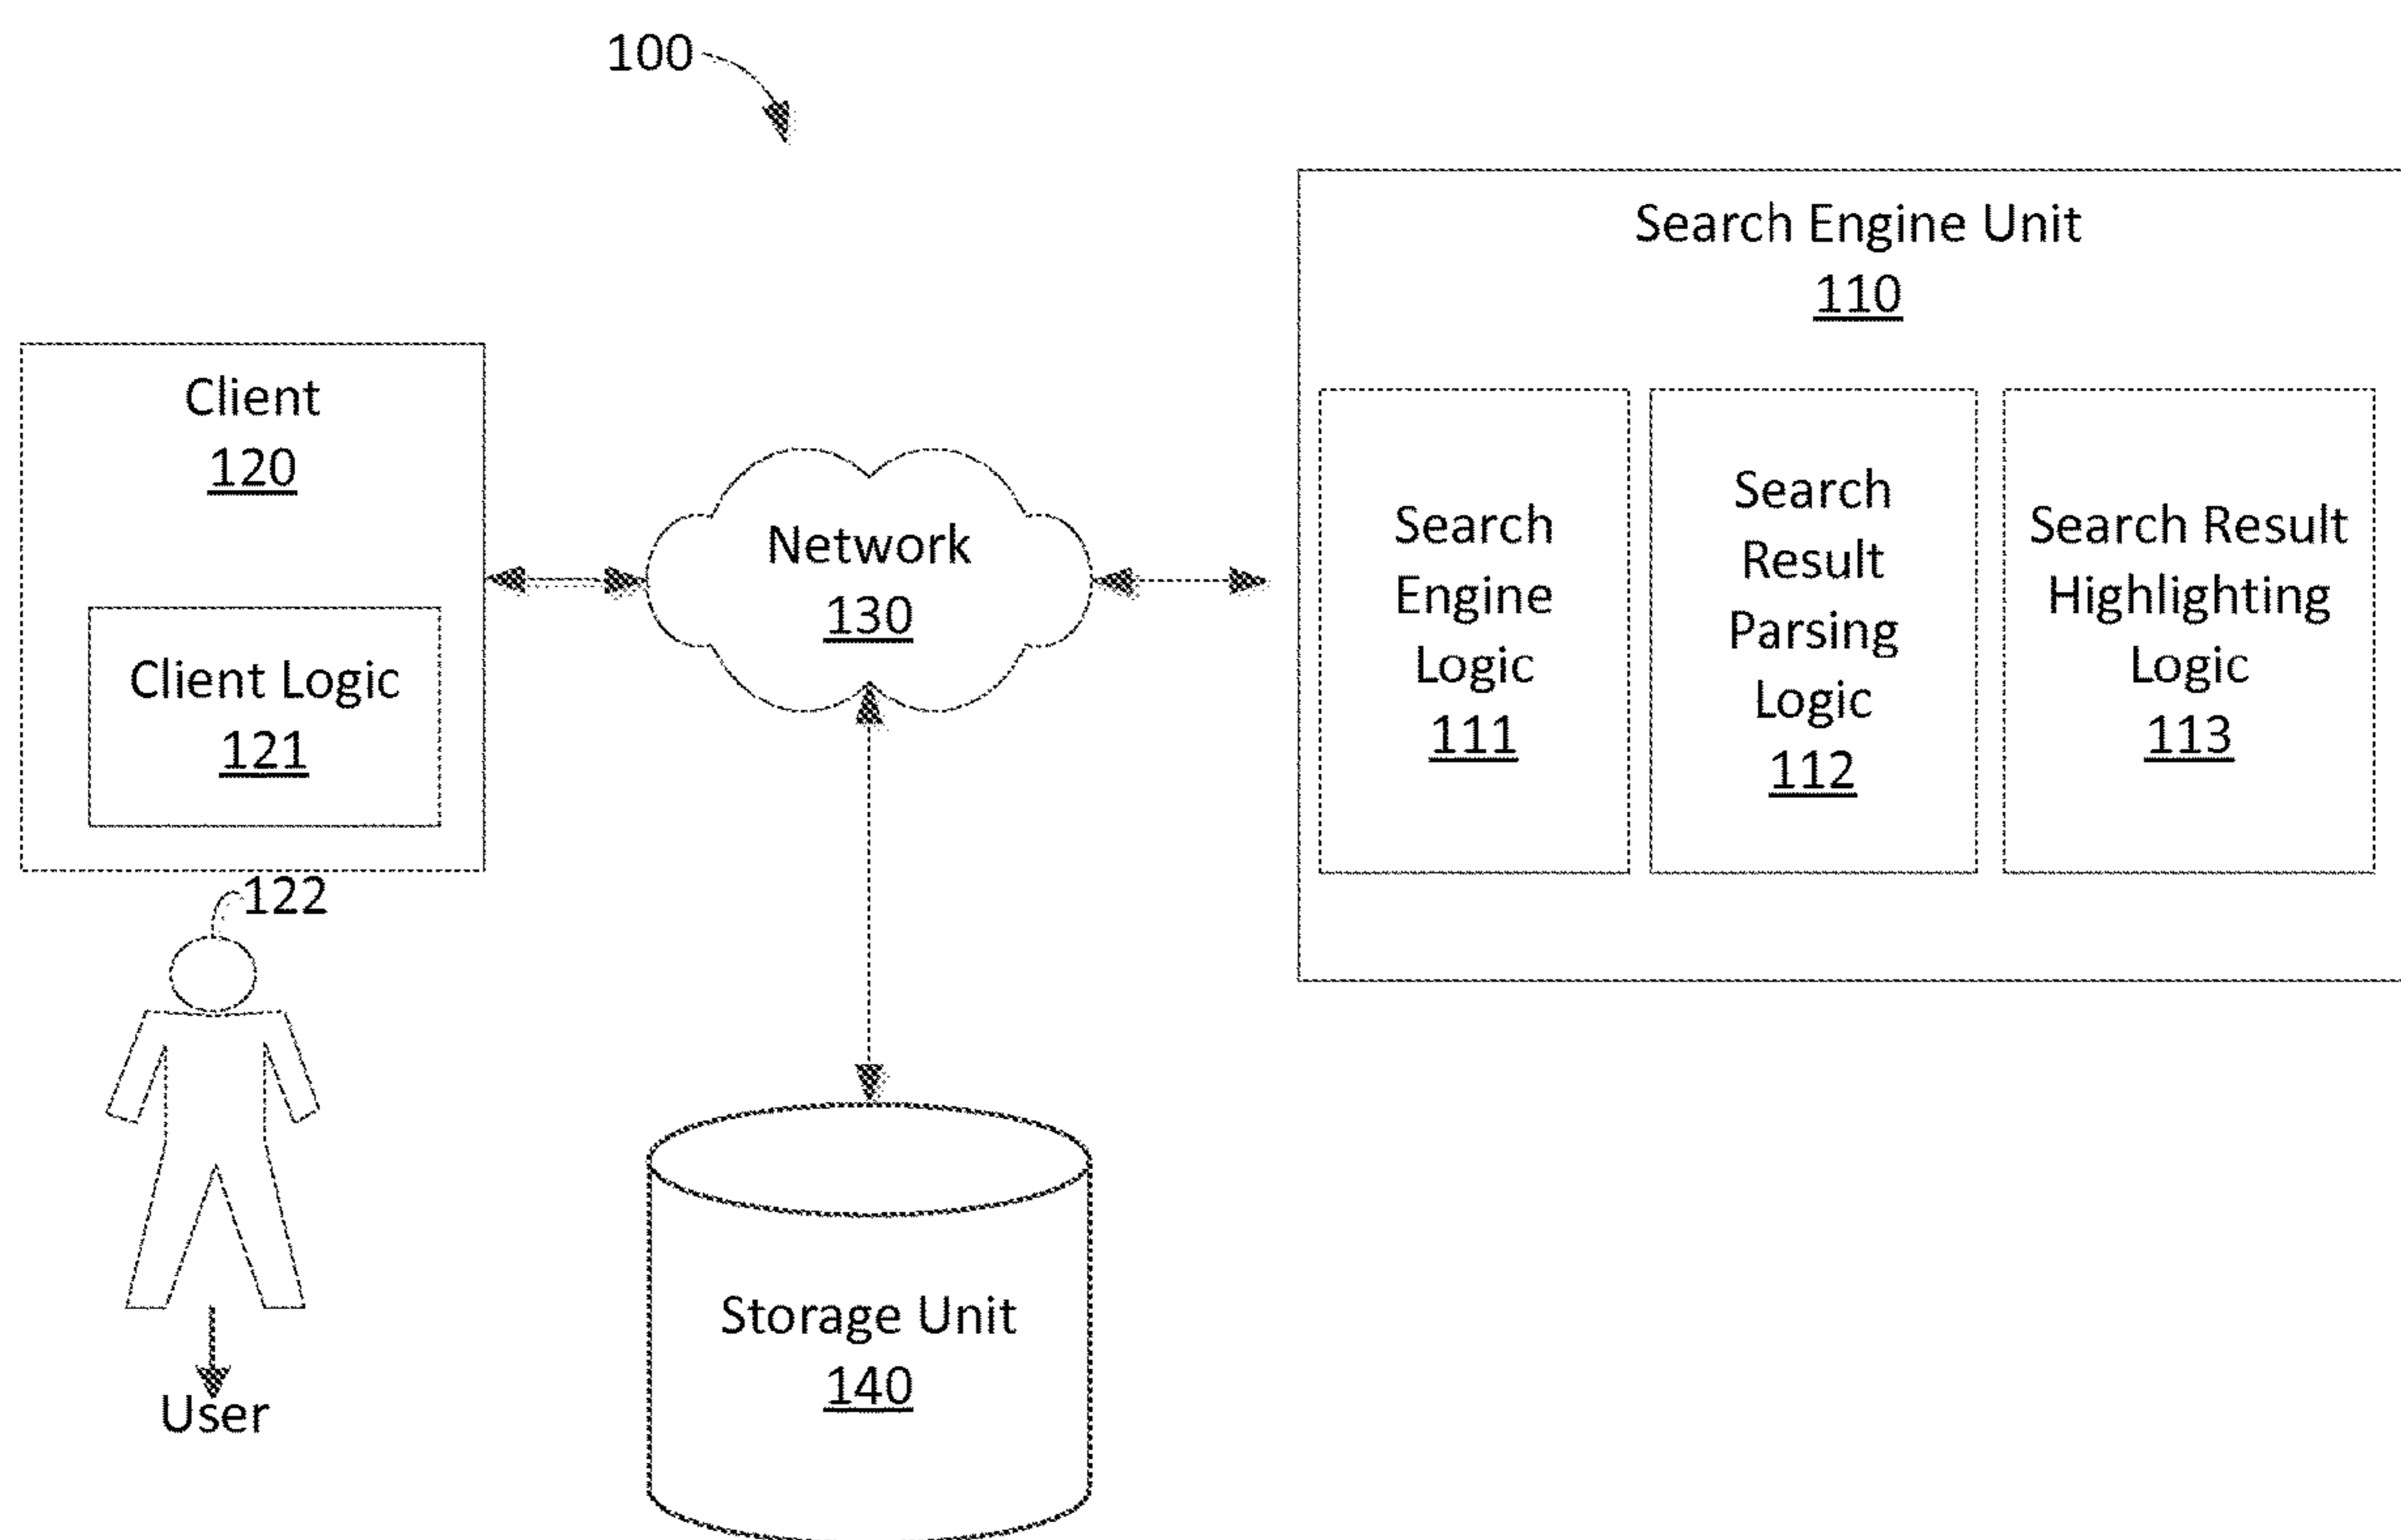 100
Search Engine Unit
110
Client
120
Client Logic
121
Network
130
Search
Engine
Logic
111
Search
Result
Parsing
Logic
112
Search Result
Highlighting
Logic
113
122
User
Storage Unit
140